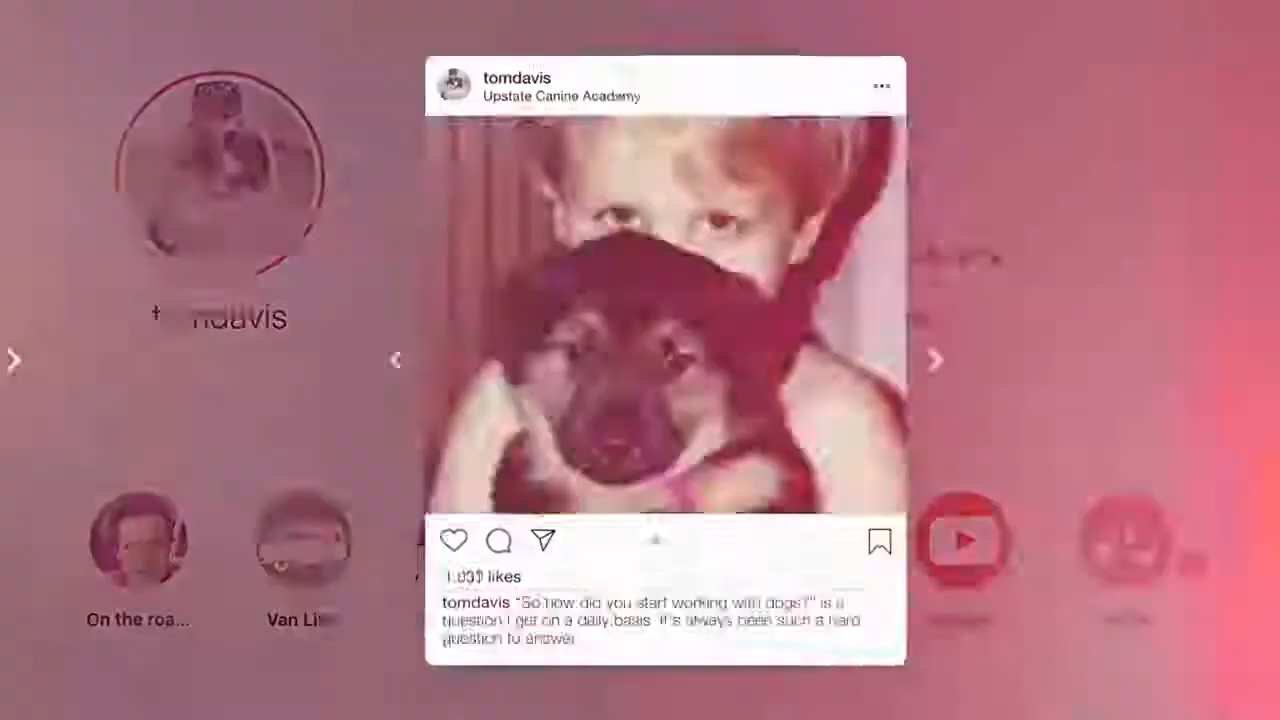 tomdavis
Upstate Canine Academy
likes
tomdavis "So how did you start working with dogs?" is a
question I get on a daily basis. It's always been such a hard
question to answer
On the roa...
Van Li